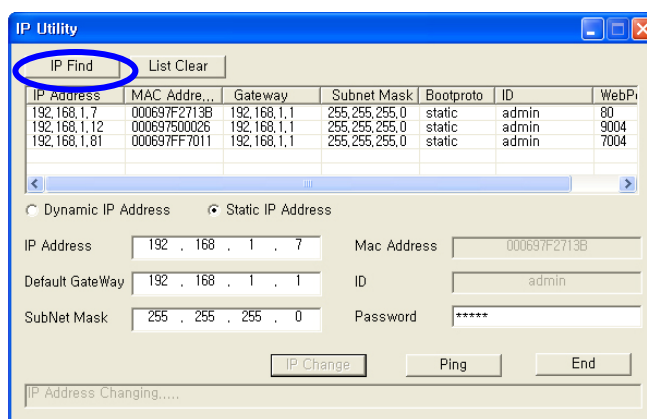 IP Utility
IP Find List Clear
IP Address MAC Addre... Gateway Subnet Mask Bootproto ID WebP
192.168.1.7 000697F2713B 192.168.1.1 255.255.255.0 static admin 80
192.168.1.12 000697500026 192.168.1.1 255.255.255.0 static admin 9004
192.168.1.81 000697FF7011 192.168.1.1 255.255.255.0 static admin 7004
Dynamic IP Address Static IP Address
IP Address 192 . 168 . 1 . 7 Mac Address 000697F2713B
Default GateWay 192 . 168 . 1 . 1 ID admin
SubNet Mask 255 . 255 . 255 . 0 Password *****
IP Change Ping End
IP Address Changing.....